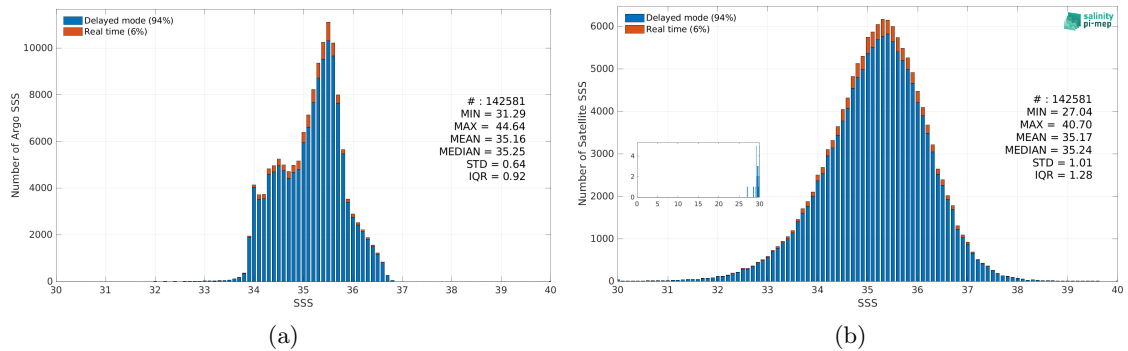 Delayed mode (94%)
Real time (6%)
Number of Argo SSS
10000
8000
6000
4000
2000
0
# : 142581
MIN = 31.29
MAX = 44.64
MEAN = 35.16
MEDIAN = 35.25
STD = 0.64
IQR = 0.92
30 31 32 33 34 35 36 37 38 39 40
SSS
(a)
Delayed mode (94%)
Real time (6%)
salinity
pi-mep
Number of Satellite SSS
6000
5000
4000
3000
2000
1000
0
# : 142581
MIN = 27.04
MAX = 40.70
MEAN = 35.17
MEDIAN = 35.24
STD = 1.01
IQR = 1.28
4
2
0
0 5 10 15 20 25 30
30 31 32 33 34 35 36 37 38 39 40
SSS
(b)